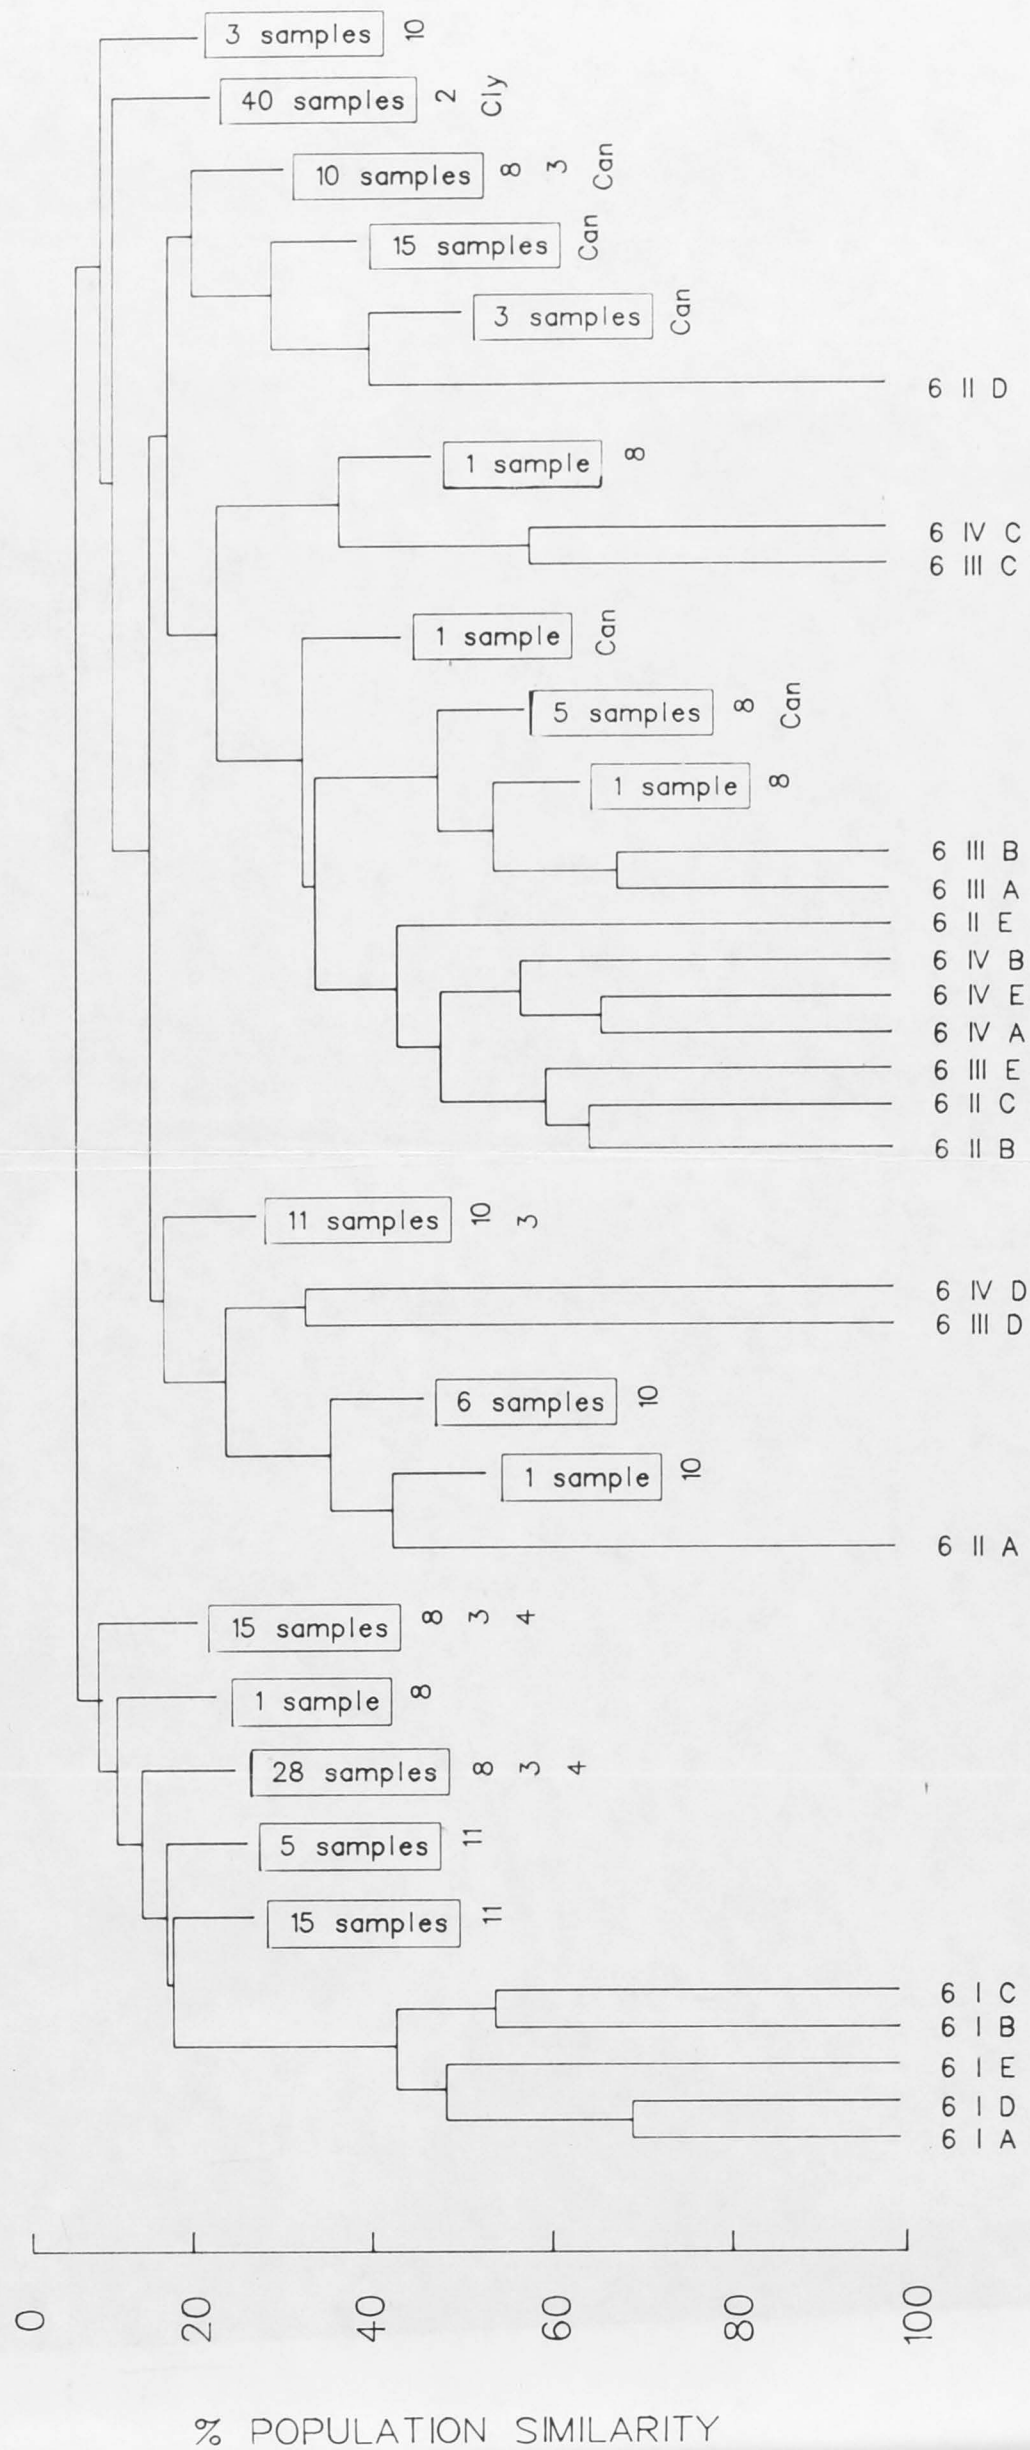 3 samples 10
40 samples 2 Cly
10 samples 8 3 Can
15 samples Can
3 samples Can
6 II D
1 sample 8
6 IV C
6 III C
1 sample Can
5 samples 8 Can
1 sample 8
6 III B
6 III A
6 II E
6 IV B
6 IV E
6 IV A
6 III E
6 II C
6 II B
11 samples 10 3
6 IV D
6 III D
6 samples 10
1 sample 10
6 II A
15 samples 8 3 4
1 sample 8
28 samples 8 3 4
5 samples 11
15 samples 11
6 I C
6 I B
6 I E
6 I D
6 I A
0 20 40 60 80 100
% POPULATION SIMILARITY